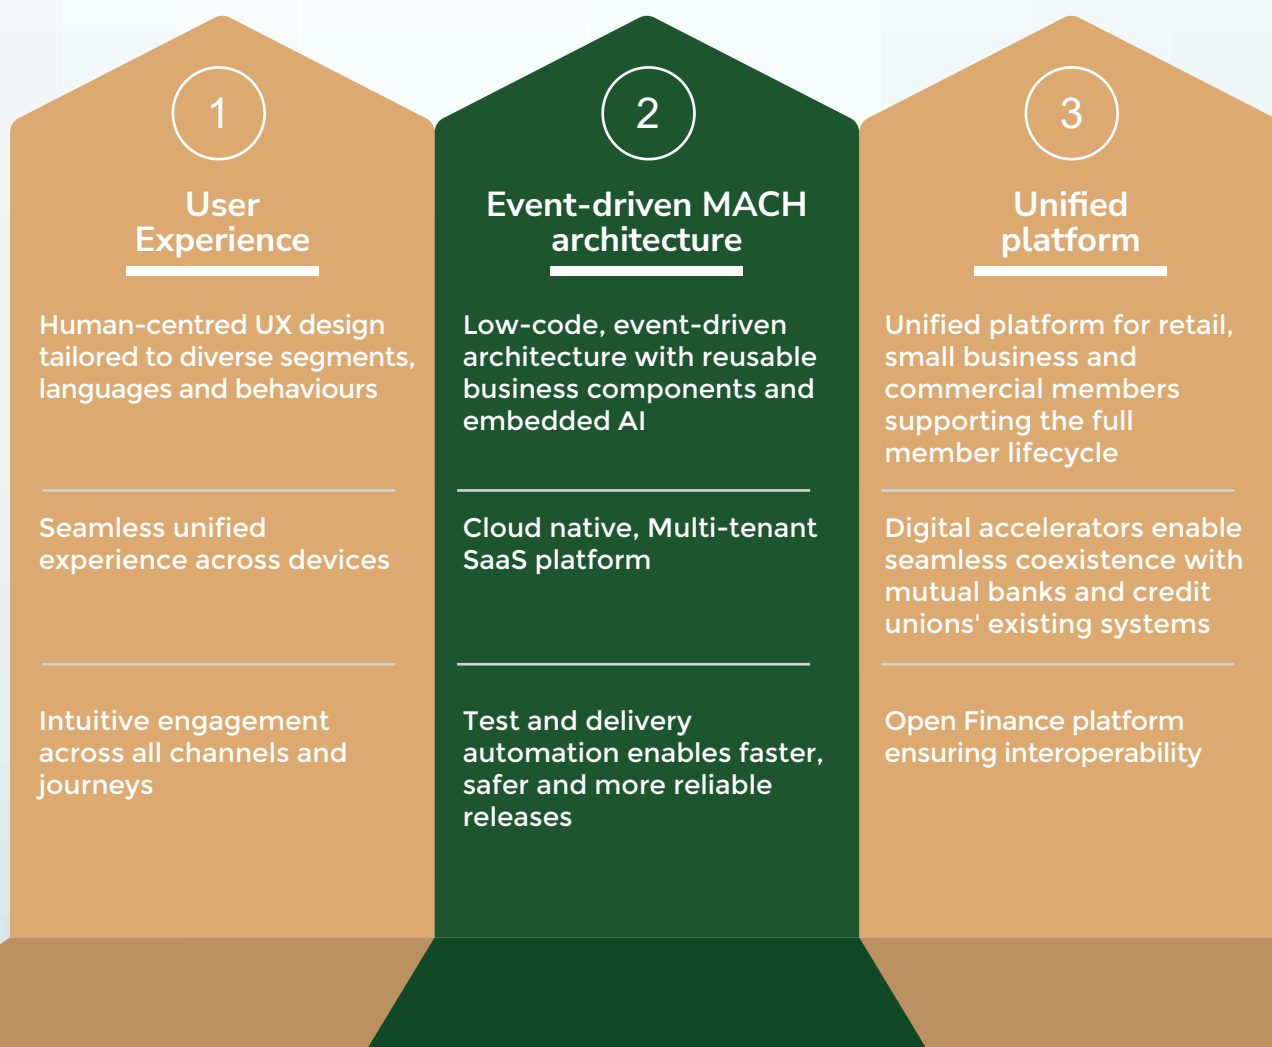 1
User
Experience
Human-centred UX design
tailored to diverse segments,
languages and behaviours
Seamless unified
experience across devices
Intuitive engagement
across all channels and
journeys
2
Event-driven MACH
architecture
Low-code, event-driven
architecture with reusable
business components and
embedded AI
Cloud native, Multi-tenant
SaaS platform
Test and delivery
automation enables faster,
safer and more reliable
releases
3
Unified
platform
Unified platform for retail,
small business and
commercial members
supporting the full
member lifecycle
Digital accelerators enable
seamless coexistence with
mutual banks and credit
unions' existing systems
Open Finance platform
ensuring interoperability